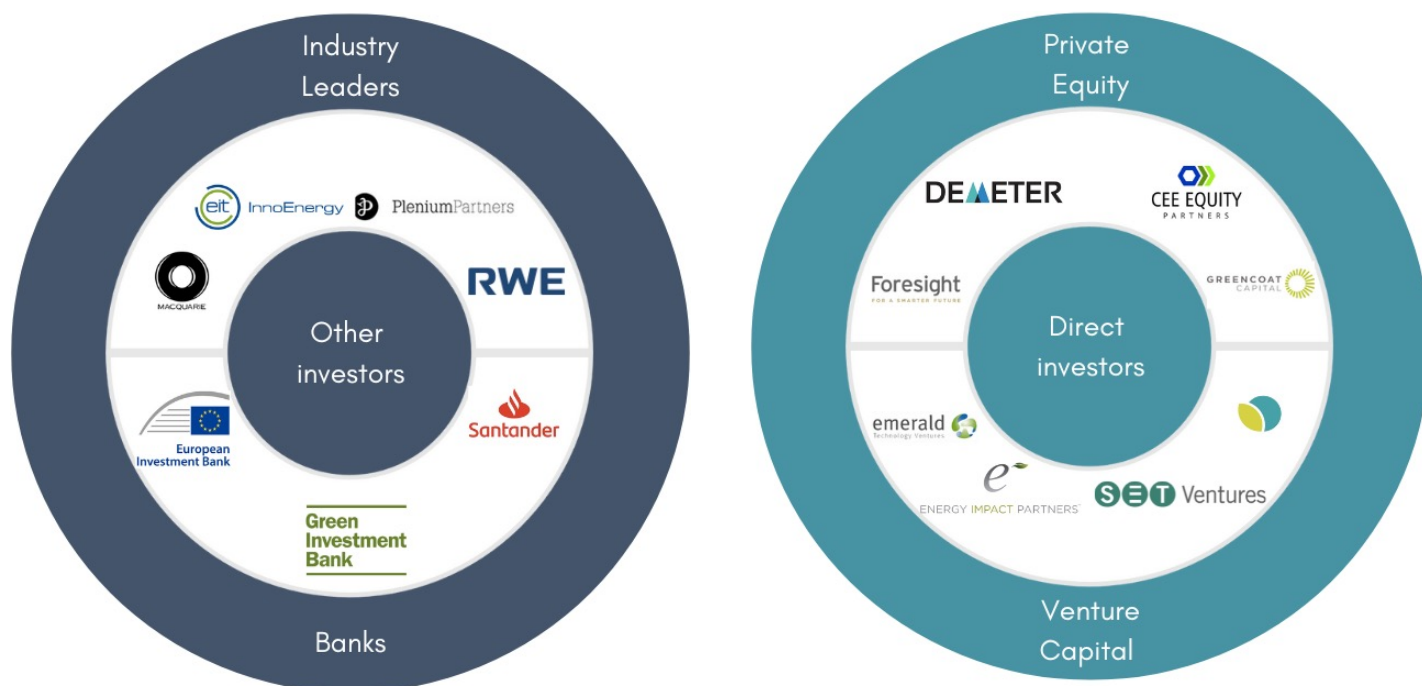 Industry
Leaders
eit InnoEnergy
PleniumPartners
MACQUARIE
RWE
Other
investors
European
Investment Bank
Santander
Green
Investment
Bank
Banks
Private
Equity
DEMETER
CEE EQUITY
PARTNERS
Foresight
FOR A SMARTER FUTURE
GREENCOAT
CAPITAL
Direct
investors
emerald
Technology Ventures
e
ENERGY IMPACT PARTNERS
SET Ventures
Venture
Capital